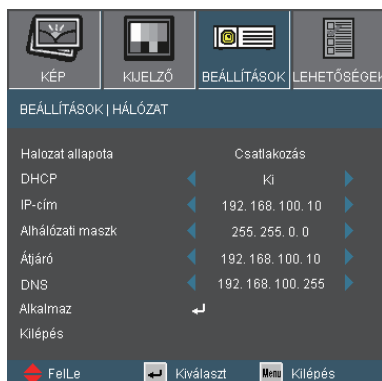 KÉP KIJELZŐ BEÁLLÍTÁSOK LEHETŐSÉGEK
BEÁLLÍTÁSOK | HÁLÓZAT
Halozat allapota Csatlakozás
DHCP Ki
IP-cím 192. 168. 100. 10
Alhálózati maszk 255. 255. 0. 0
Átjáró 192. 168. 100. 10
DNS 192. 168. 100. 255
Alkalmaz
Kilépés
FelLe Kiválaszt Menu Kilépés